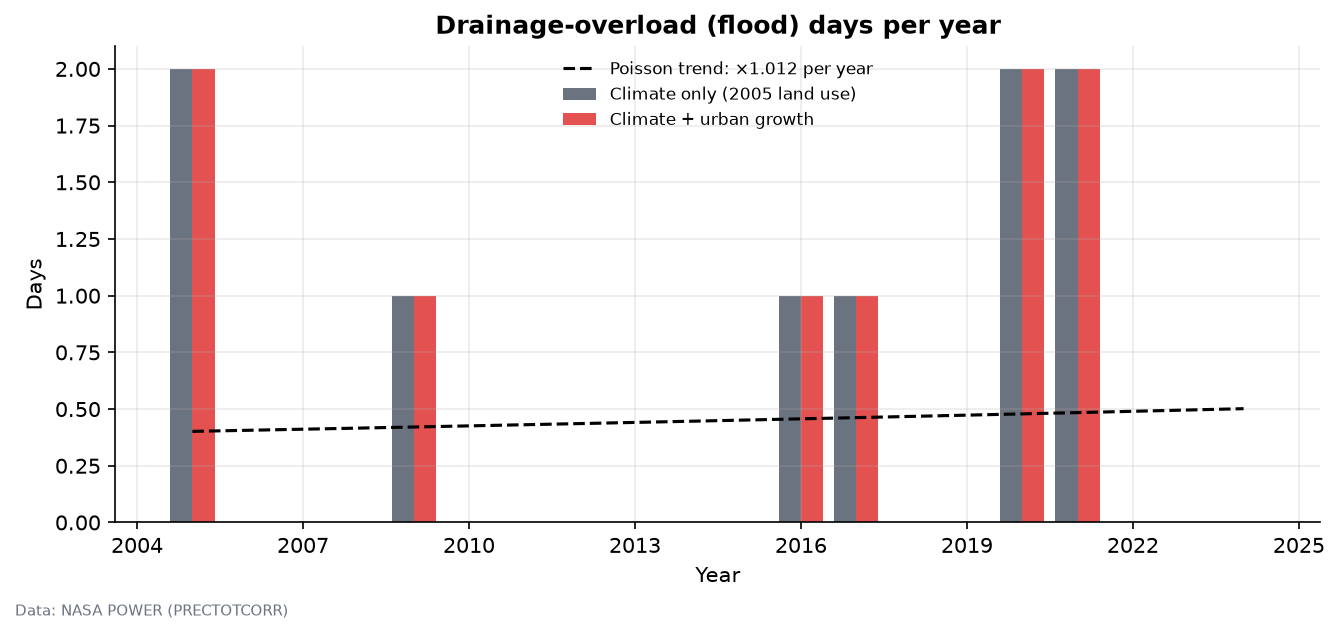 Drainage-overload (flood) days per year
Poisson trend: ×1.012 per year
Climate only (2005 land use)
Climate + urban growth
Days
2.00
1.75
1.50
1.25
1.00
0.75
0.50
0.25
0.00
2004 2007 2010 2013 2016 2019 2022 2025
Year
Data: NASA POWER (PRECTOTCORR)